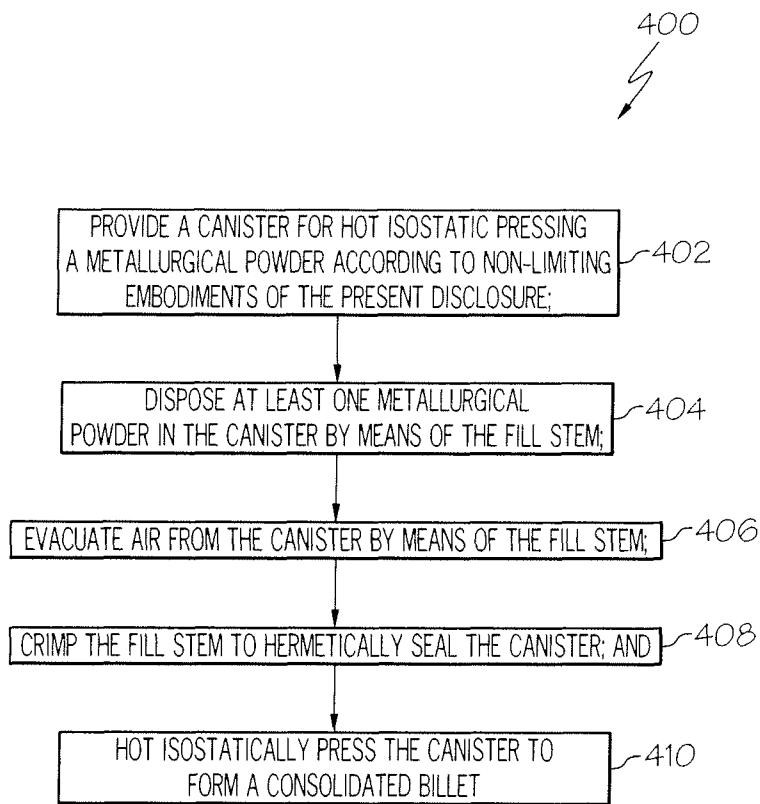 400
PROVIDE A CANISTER FOR HOT ISOSTATIC PRESSING
A METALLURGICAL POWDER ACCORDING TO NON-LIMITING
EMBODIMENTS OF THE PRESENT DISCLOSURE;
402
DISPOSE AT LEAST ONE METALLURGICAL
POWDER IN THE CANISTER BY MEANS OF THE FILL STEM;
404
EVACUATE AIR FROM THE CANISTER BY MEANS OF THE FILL STEM;
406
CRIMP THE FILL STEM TO HERMETICALLY SEAL THE CANISTER; AND
408
HOT ISOSTATICALLY PRESS THE CANISTER TO
FORM A CONSOLIDATED BILLET
410